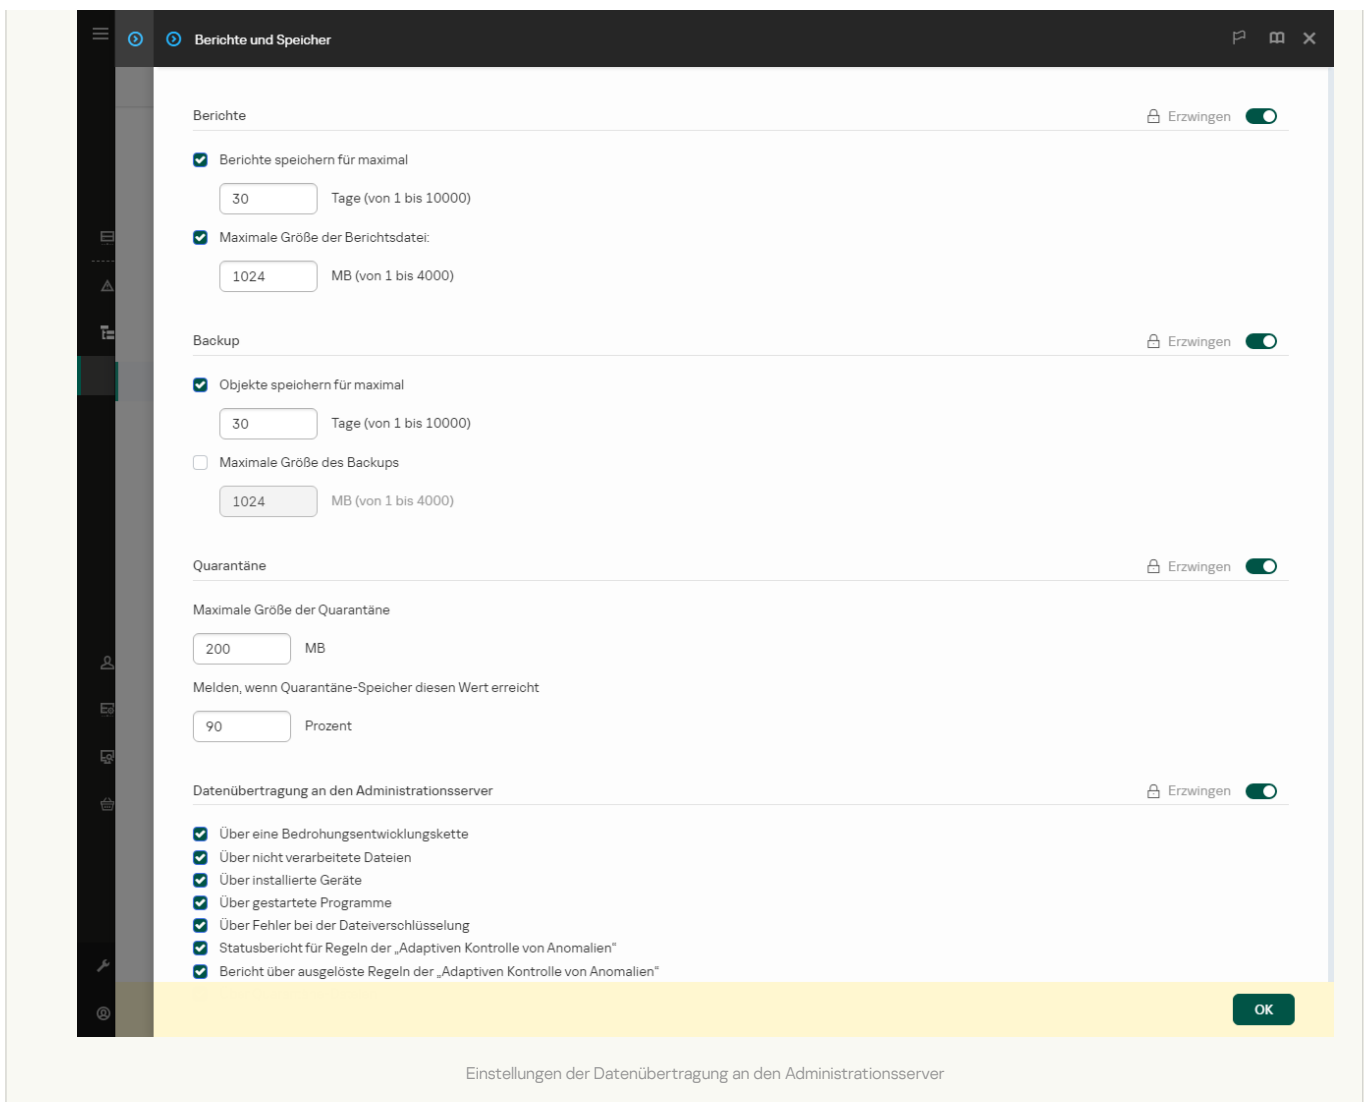 Berichte und Speicher
Berichte
Erzwingen
Berichte speichern für maximal
30 Tage (von 1 bis 10000)
Maximale Größe der Berichtsdatei:
1024 MB (von 1 bis 4000)
Backup
Erzwingen
Objekte speichern für maximal
30 Tage (von 1 bis 10000)
Maximale Größe des Backups
1024 MB (von 1 bis 4000)
Quarantäne
Erzwingen
Maximale Größe der Quarantäne
200 MB
Melden, wenn Quarantäne-Speicher diesen Wert erreicht
90 Prozent
Datenübertragung an den Administrationsserver
Erzwingen
Über eine Bedrohungsentwicklungskette
Über nicht verarbeitete Dateien
Über installierte Geräte
Über gestartete Programme
Über Fehler bei der Dateiverschlüsselung
Statusbericht für Regeln der „Adaptiven Kontrolle von Anomalien“
Bericht über ausgelöste Regeln der „Adaptiven Kontrolle von Anomalien“
OK
Einstellungen der Datenübertragung an den Administrationsserver